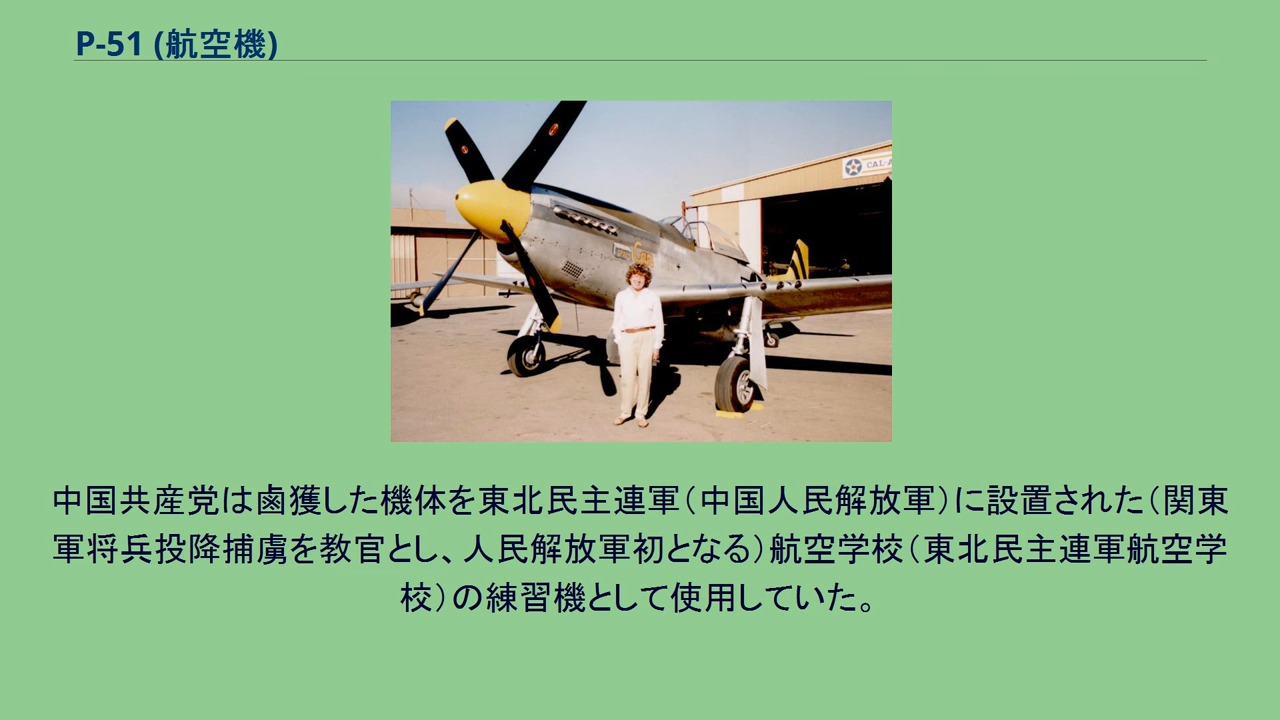 P-51 (航空機)
CAL-A
中国共産党は鹵獲した機体を東北民主連軍（中国人民解放軍）に設置された（関東
軍将兵投降捕虜を教官とし、人民解放軍初となる）航空学校（東北民主連軍航空学
校）の練習機として使用していた。